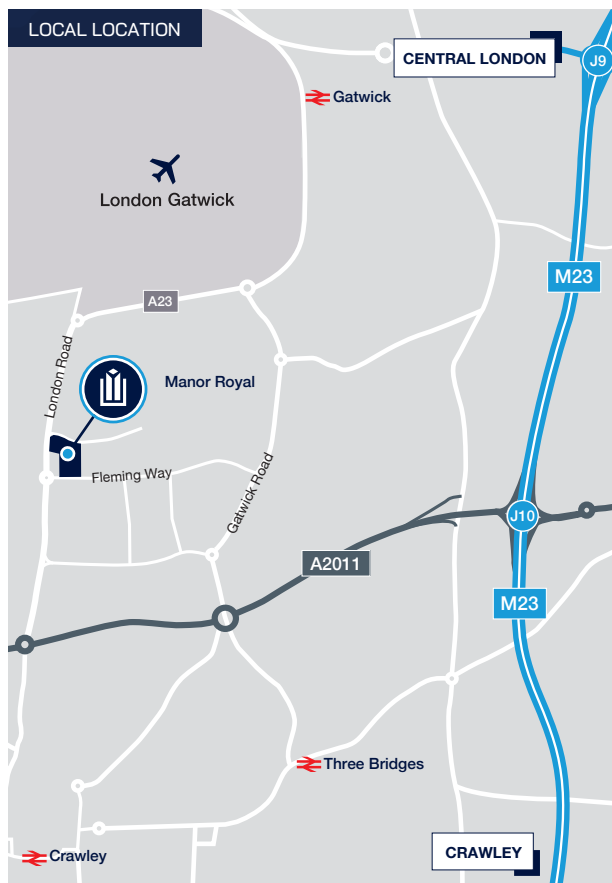 LOCAL LOCATION
CENTRAL LONDON
J9
Gatwick
London Gatwick
M23
A23
London Road
Manor Royal
Fleming Way
Gatwick Road
J10
A2011
M23
Three Bridges
CRAWLEY
Crawley